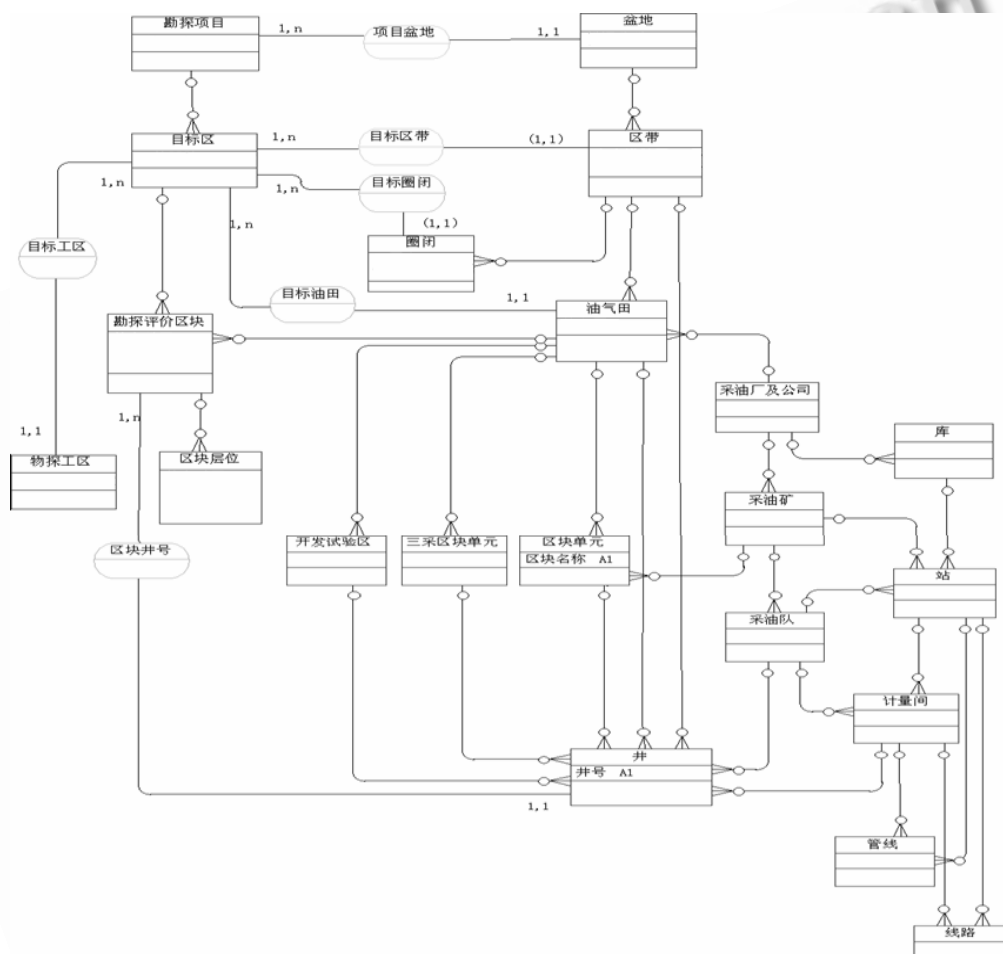 勘探项目
1,n
项目盆地
1,1
盆地
目标区
1,n
目标区带
(1,1)
区带
1,n
1,n
目标圈闭
1,n
(1,1)
圈闭
目标工区
目标油田
1,1
油气田
勘探评价区块
采油厂及公司
1,n
1,1
物探工区
区块层位
库
采油矿
区块井号
开发试验区
三采区块单元
区块单元
区块名称 A1
站
采油队
计量间
井
井号 A1
1,1
管线
线路